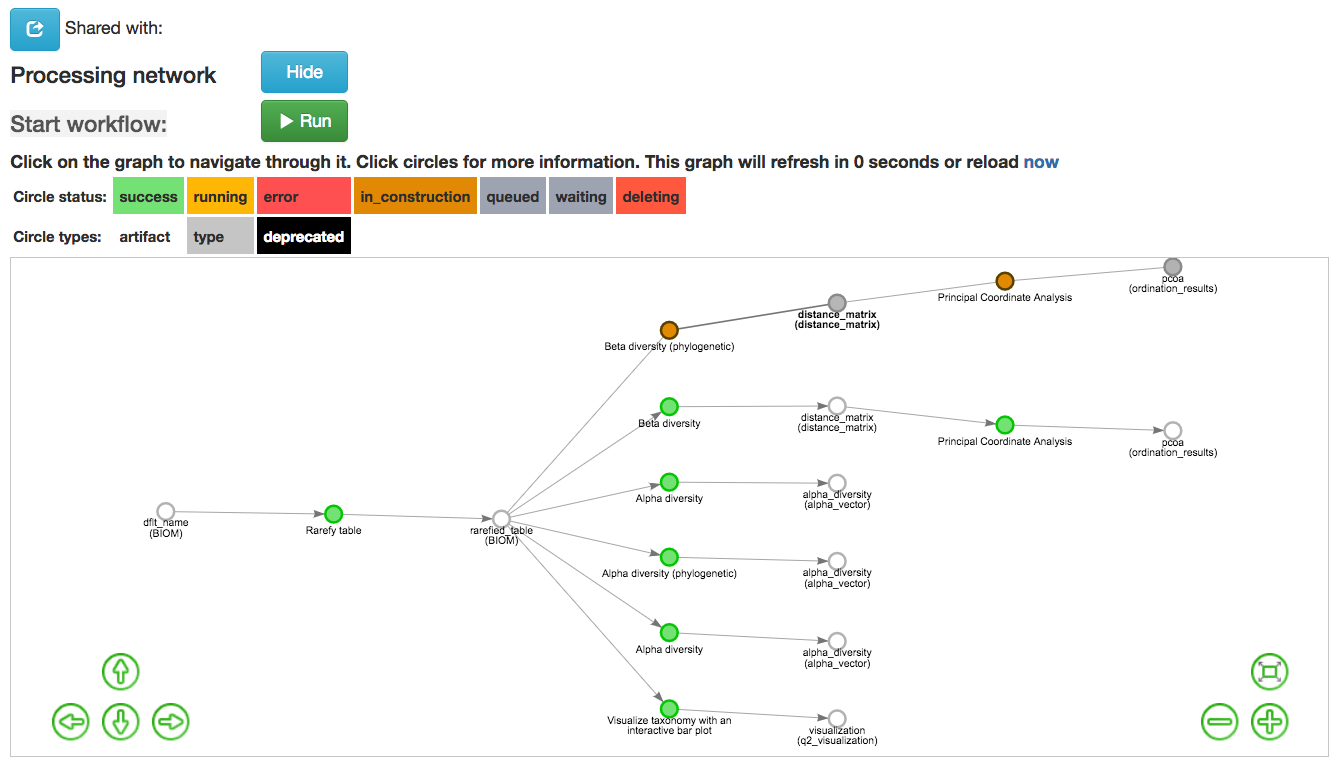 Shared with:
Processing network
Hide
Start workflow:
Run
Click on the graph to navigate through it. Click circles for more information. This graph will refresh in 0 seconds or reload now
Circle status: success running error in_construction queued waiting deleting
Circle types: artifact type deprecated
pcoa
(ordination_results)
Principal Coordinate Analysis
distance_matrix
(distance_matrix)
Beta diversity (phylogenetic)
Beta diversity
distance_matrix
(distance_matrix)
Principal Coordinate Analysis
pcoa
(ordination_results)
Alpha diversity
alpha_diversity
(alpha_vector)
dflt_name
(BIOM)
Rarefy table
rarefied_table
(BIOM)
Alpha diversity (phylogenetic)
alpha_diversity
(alpha_vector)
Alpha diversity
alpha_diversity
(alpha_vector)
Visualize taxonomy with an
interactive bar plot
visualization
(q2_visualization)